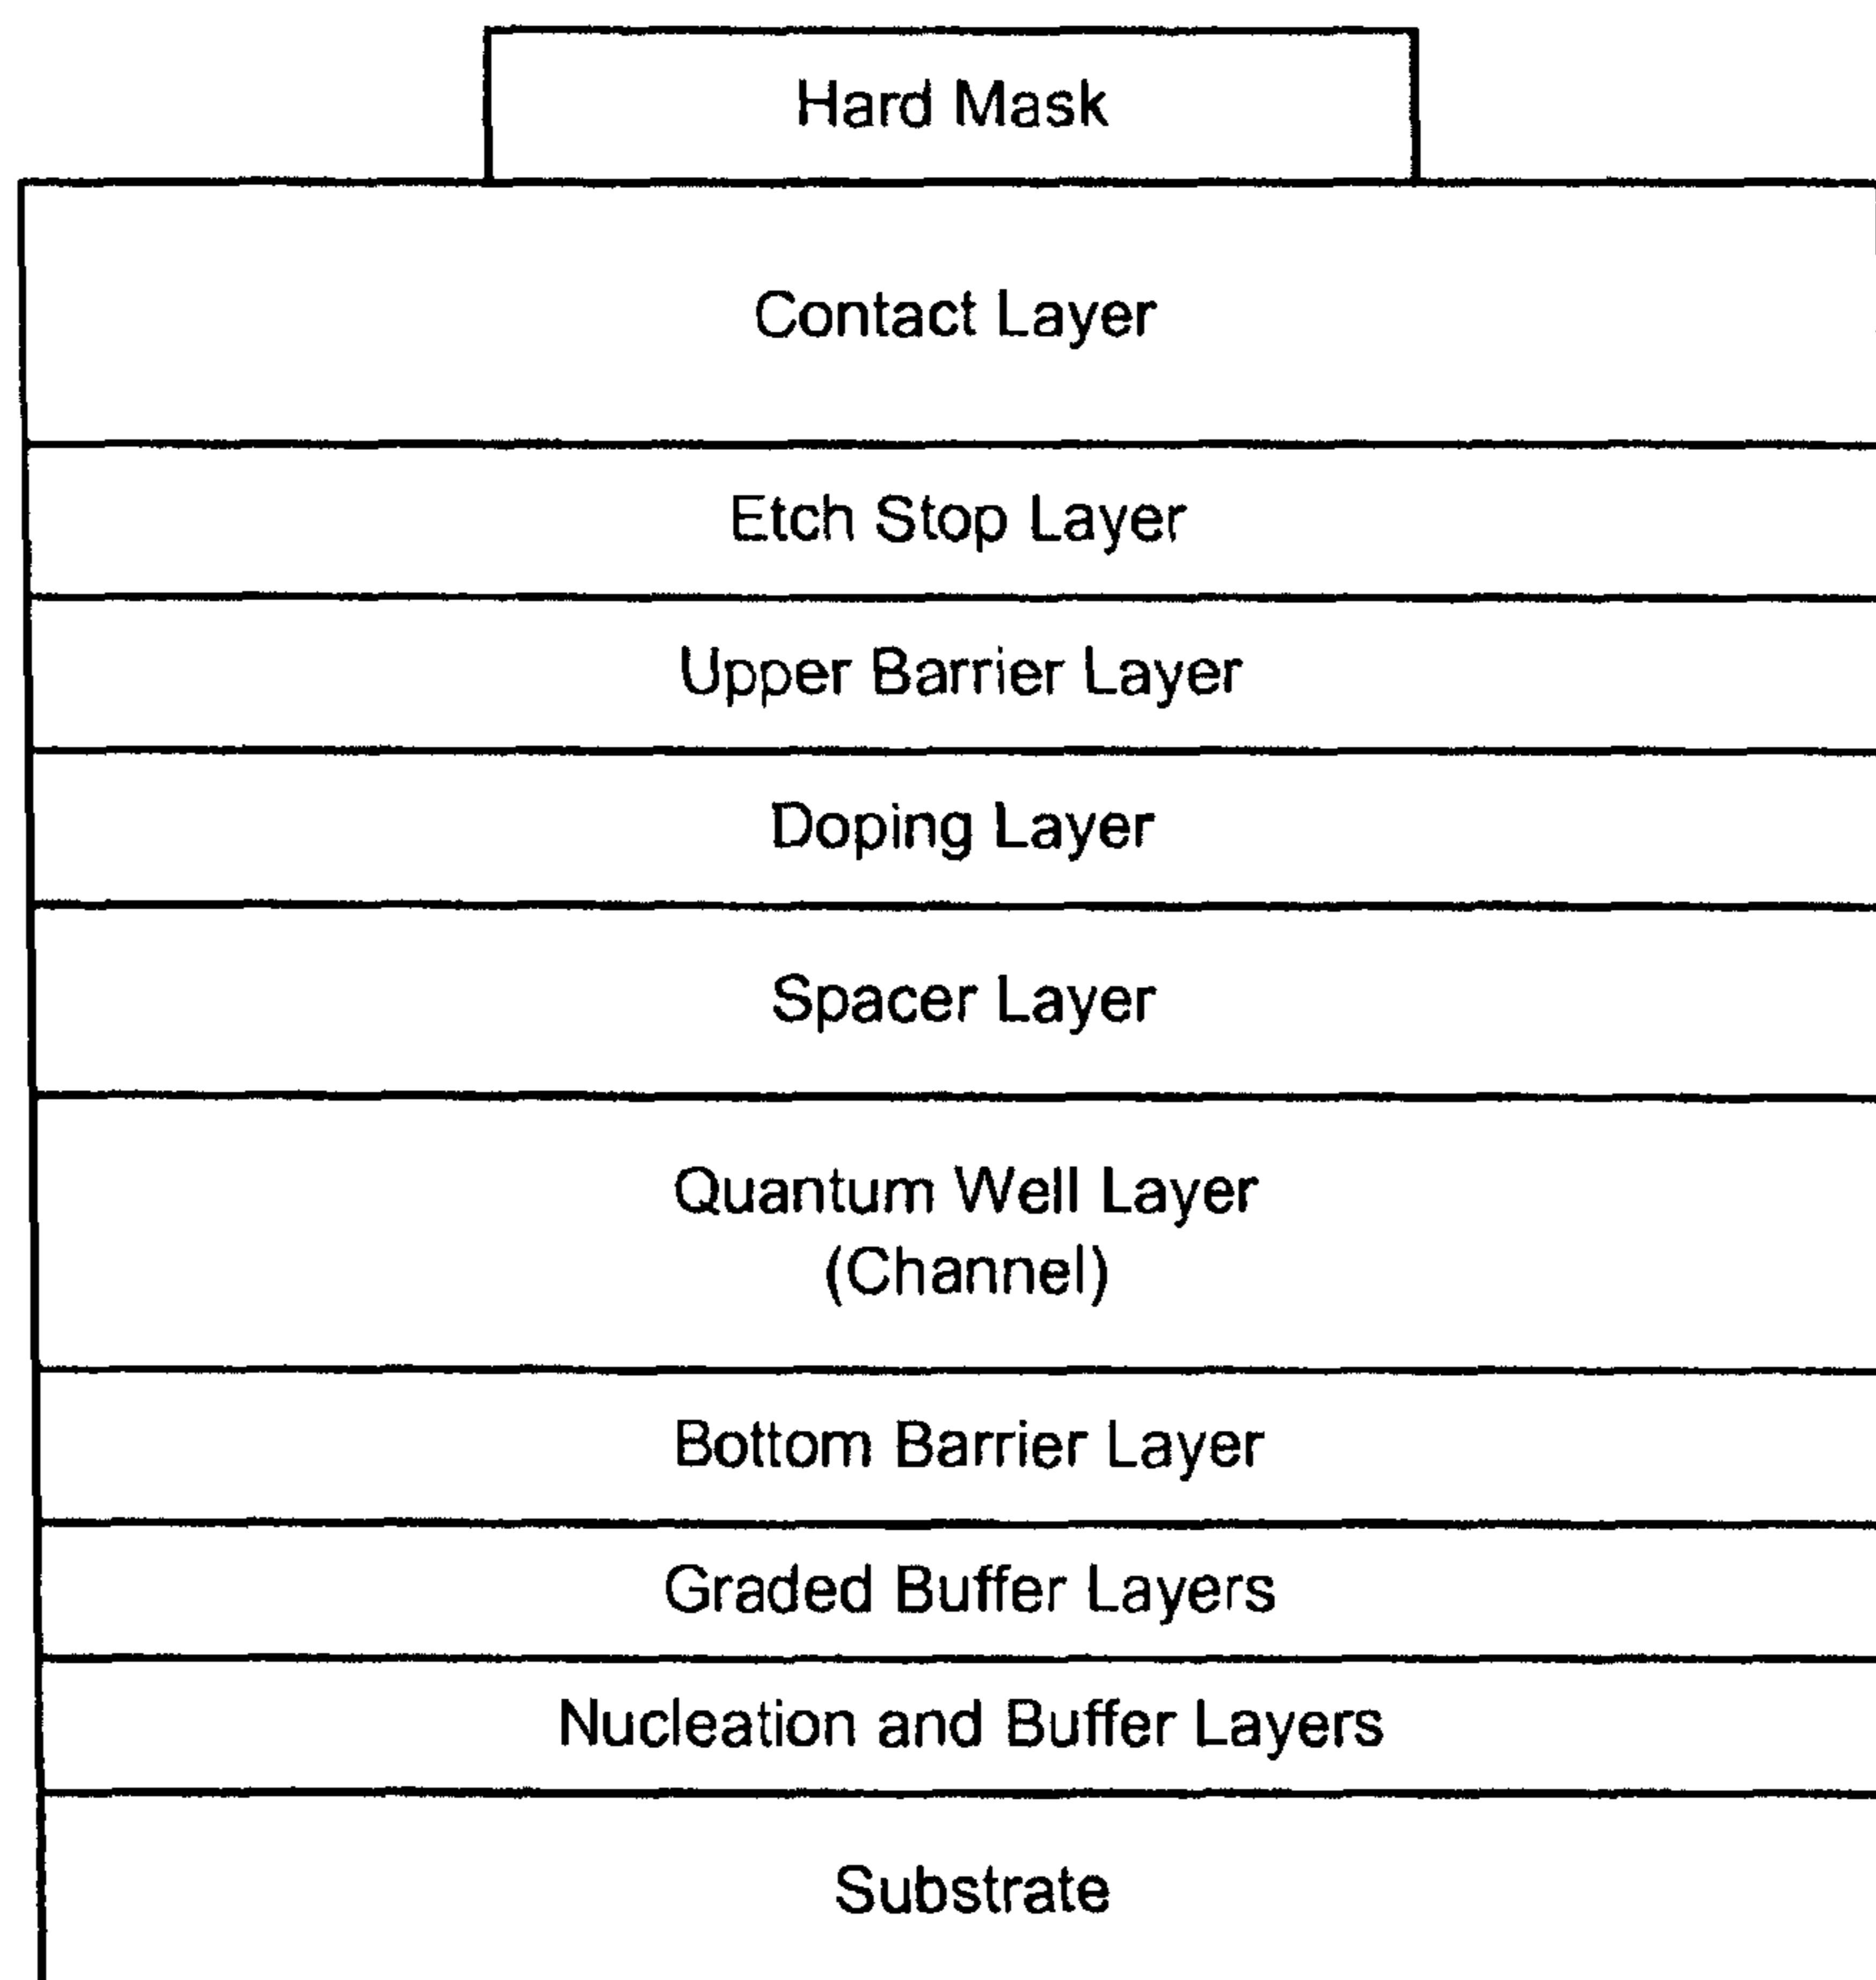 Hard Mask
Contact Layer
Etch Stop Layer
Upper Barrier Layer
Doping Layer
Spacer Layer
Quantum Well Layer
(Channel)
Bottom Barrier Layer
Graded Buffer Layers
Nucleation and Buffer Layers
Substrate